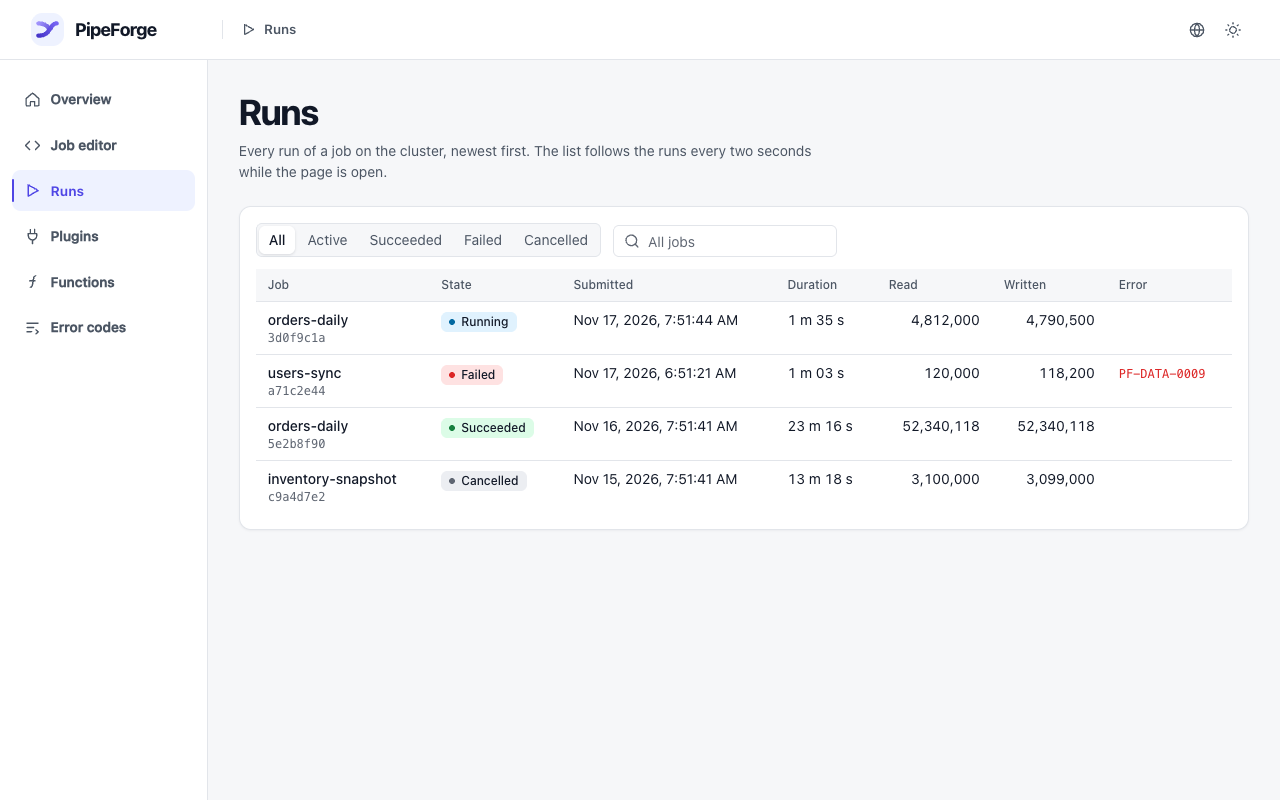 PipeForge
Runs
Overview
Job editor
Runs
Plugins
Functions
Error codes
Runs
Every run of a job on the cluster, newest first. The list follows the runs every two seconds
while the page is open.
All Active Succeeded Failed Cancelled All jobs
Job State Submitted Duration Read Written Error
orders-daily Running Nov 17, 2026, 7:51:44 AM 1 m 35 s 4,812,000 4,790,500
3d0f9c1a
users-sync Failed Nov 17, 2026, 6:51:21 AM 1 m 03 s 120,000 118,200 PF-DATA-0009
a71c2e44
orders-daily Succeeded Nov 16, 2026, 7:51:41 AM 23 m 16 s 52,340,118 52,340,118
5e2b8f90
inventory-snapshot Cancelled Nov 15, 2026, 7:51:41 AM 13 m 18 s 3,100,000 3,099,000
c9a4d7e2